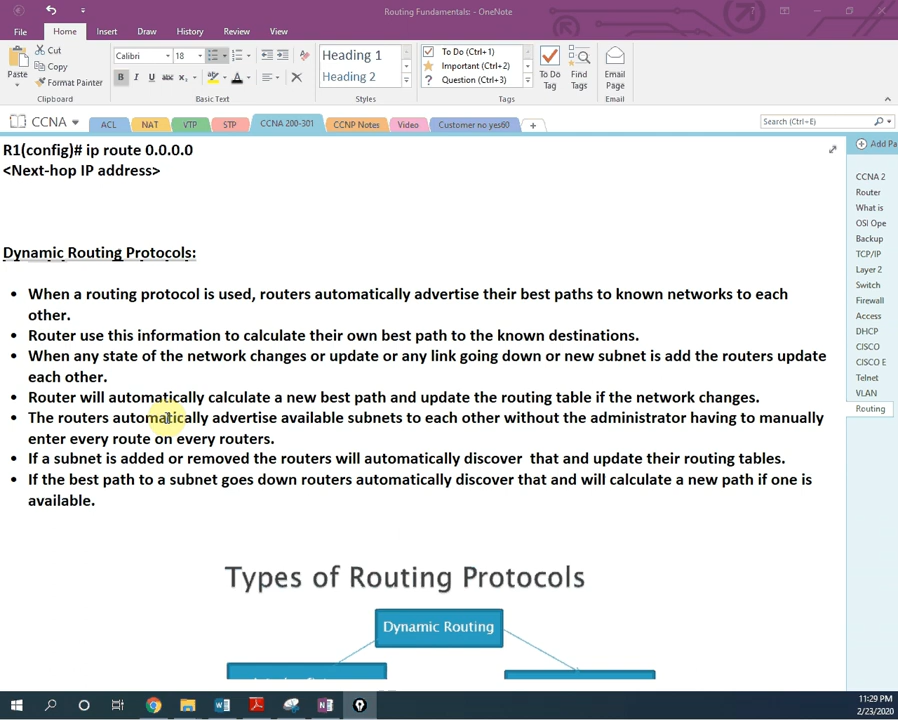 Routing Fundamentals: - OneNote
File Home Insert Draw History Review View
Paste
Cut
Copy
Format Painter
Clipboard
Calibri 18
B I U abc x₂ A
Basic Text
Heading 1
Heading 2
Styles
To Do (Ctrl+1)
Important (Ctrl+2)
? Question (Ctrl+3)
Tags
To Do Tag
Find Tags
Email Page
Email
CCNA ACL NAT VTP STP CCNA 200-301 CCNP Notes Video Customer no yes60 +
Search (Ctrl+E)
R1(config)# ip route 0.0.0.0
<Next-hop IP address>
Dynamic Routing Protocols:
• When a routing protocol is used, routers automatically advertise their best paths to known networks to each
other.
• Router use this information to calculate their own best path to the known destinations.
• When any state of the network changes or update or any link going down or new subnet is add the routers update
each other.
• Router will automatically calculate a new best path and update the routing table if the network changes.
• The routers automatically advertise available subnets to each other without the administrator having to manually
enter every route on every routers.
• If a subnet is added or removed the routers will automatically discover that and update their routing tables.
• If the best path to a subnet goes down routers automatically discover that and will calculate a new path if one is
available.
Types of Routing Protocols
Dynamic Routing
Add Pa
CCNA 2
Router
What is
OSI Ope
Backup
TCP/IP
Layer 2
Switch
Firewall
Access
DHCP
CISCO
CISCO E
Telnet
VLAN
Routing
11:29 PM
2/23/2020